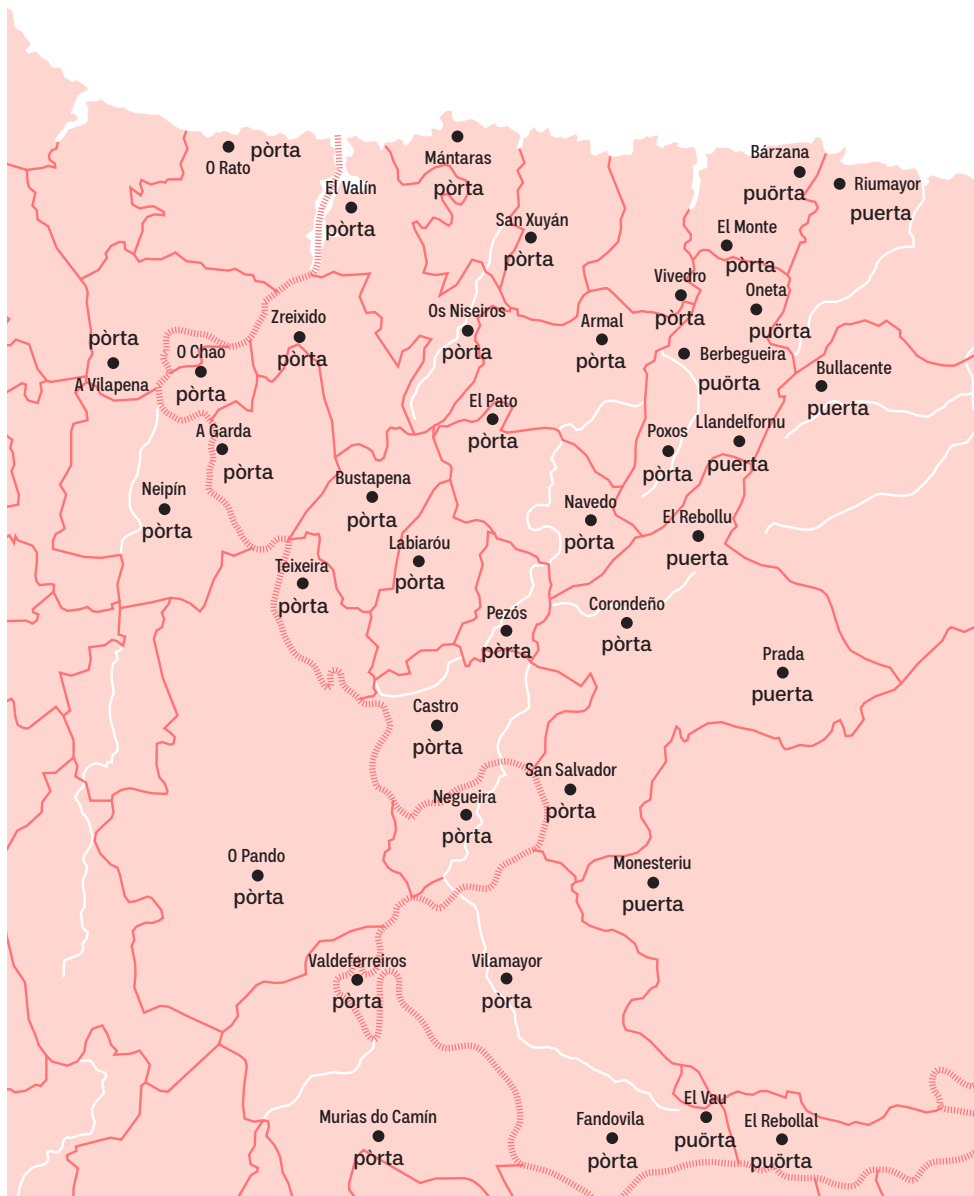 O Rato
pòrta
Mántaras
pòrta
Bárzana
puörta
Riumayor
puerta
El Valín
pòrta
San Xuyán
pòrta
El Monte
pòrta
Vivedro
pòrta
Oneta
puörta
Os Niseiros
pòrta
Zreixido
pòrta
Armal
pòrta
pòrta
A Vilapena
O Chao
pòrta
Berbegueira
puörta
Bullacente
puerta
El Pato
pòrta
Llandelfornu
puerta
A Garda
pòrta
Poxos
pòrta
Bustapena
pòrta
Neipín
pòrta
Navedo
pòrta
El Rebollu
puerta
Labiaróu
pòrta
Teixeira
pòrta
Pezós
pòrta
Corondeño
pòrta
Prada
puerta
Castro
pòrta
San Salvador
pòrta
Negueira
pòrta
O Pando
pòrta
Monesteriu
puerta
Valdeferreiros
pòrta
Vilamayor
pòrta
Murias do Camín
pòrta
Fandovila
pòrta
El Vau
puörta
El Rebollal
puörta